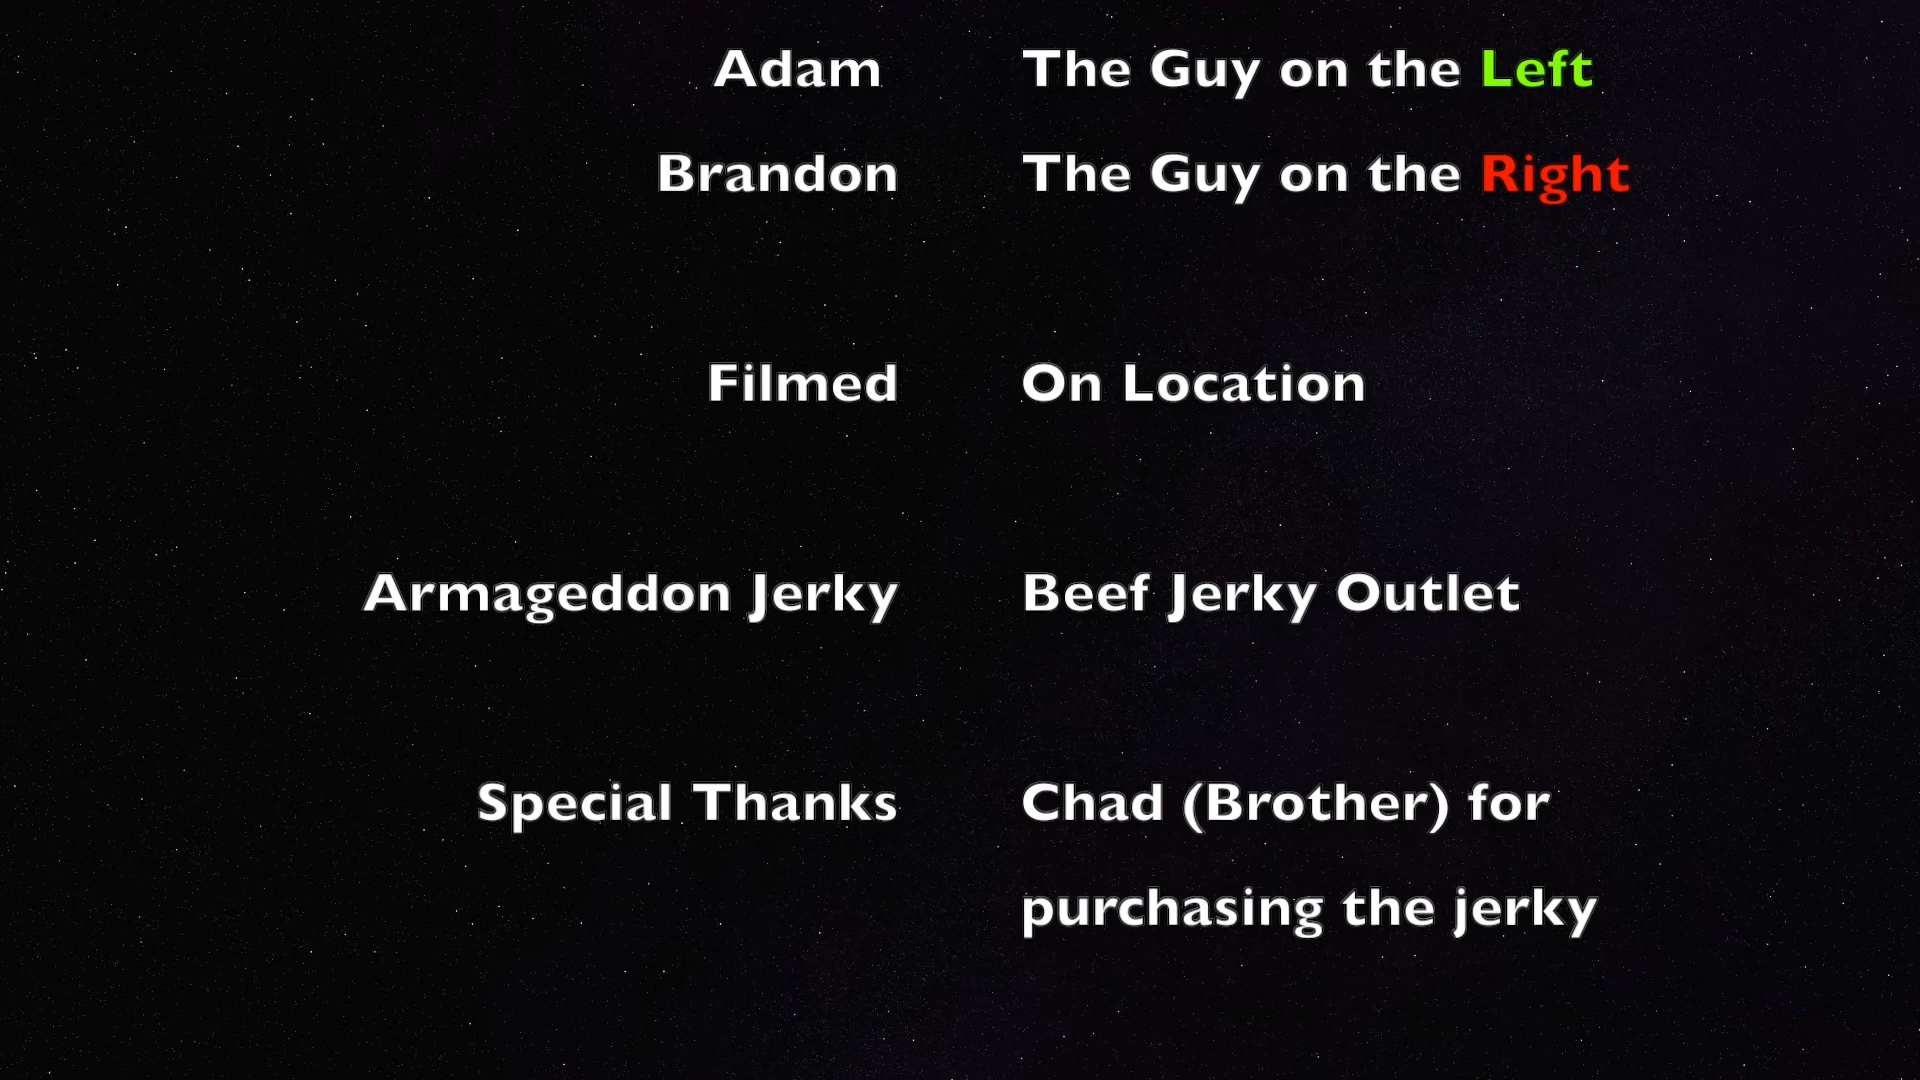 Adam The Guy on the Left
Brandon The Guy on the Right
Filmed On Location
Armageddon Jerky Beef Jerky Outlet
Special Thanks Chad (Brother) for
purchasing the jerky